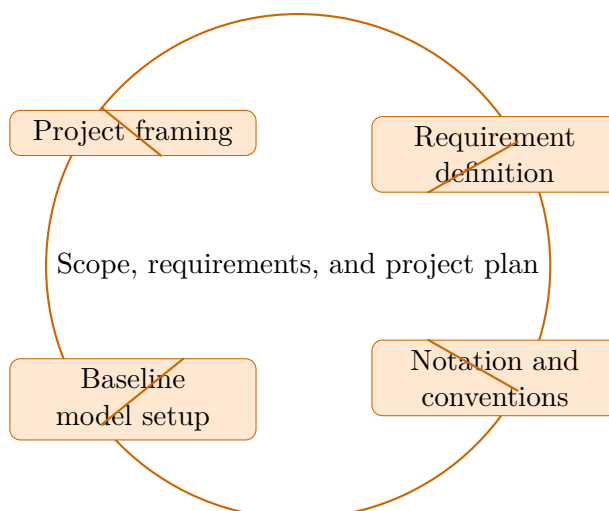 Project framing
Requirement
definition
Scope, requirements, and project plan
Baseline
model setup
Notation and
conventions